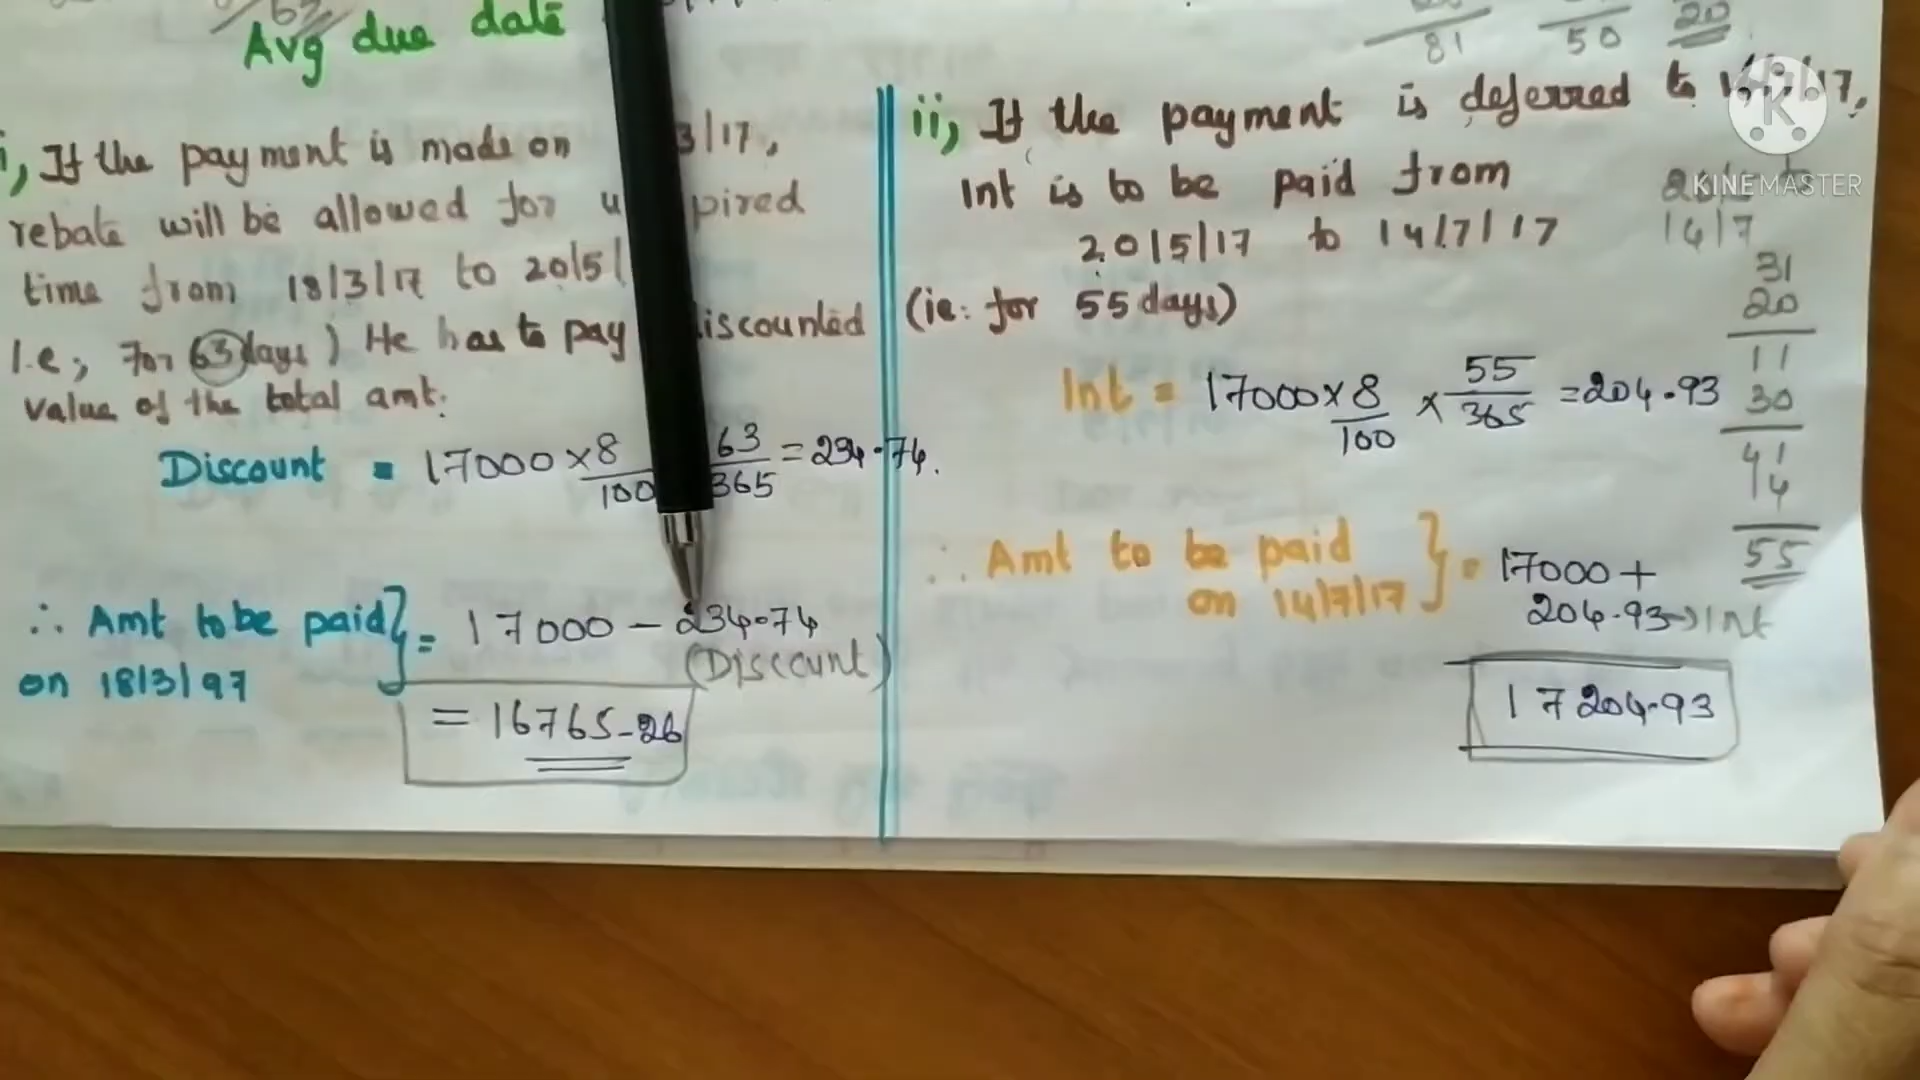 63
Avg due date
i, If the payment is made on 3/17,
rebate will be allowed for
time from 18/3/17 to 20/5/
I.e; for 63 days) He has to pay discounted
value of the total amt.
Discount = 17000 × 8/100 63/365 = 234.74.
∴ Amt to be paid on 18/3/97 } = 17000 - 234.74
(Discount)
= 16765-26
81 50 20
ii, If the payment is deferred to
Int is to be paid from
20/5/17 to 14/7/17
(ie: for 55 days)
Int = 17000 × 8/100 × 55/365 = 204.93
∴ Amt to be paid on 14/7/17 } = 17000 +
204.93 → Int
17204.93
KINEMASTER
14/7
31
20
11
30
41
14
55